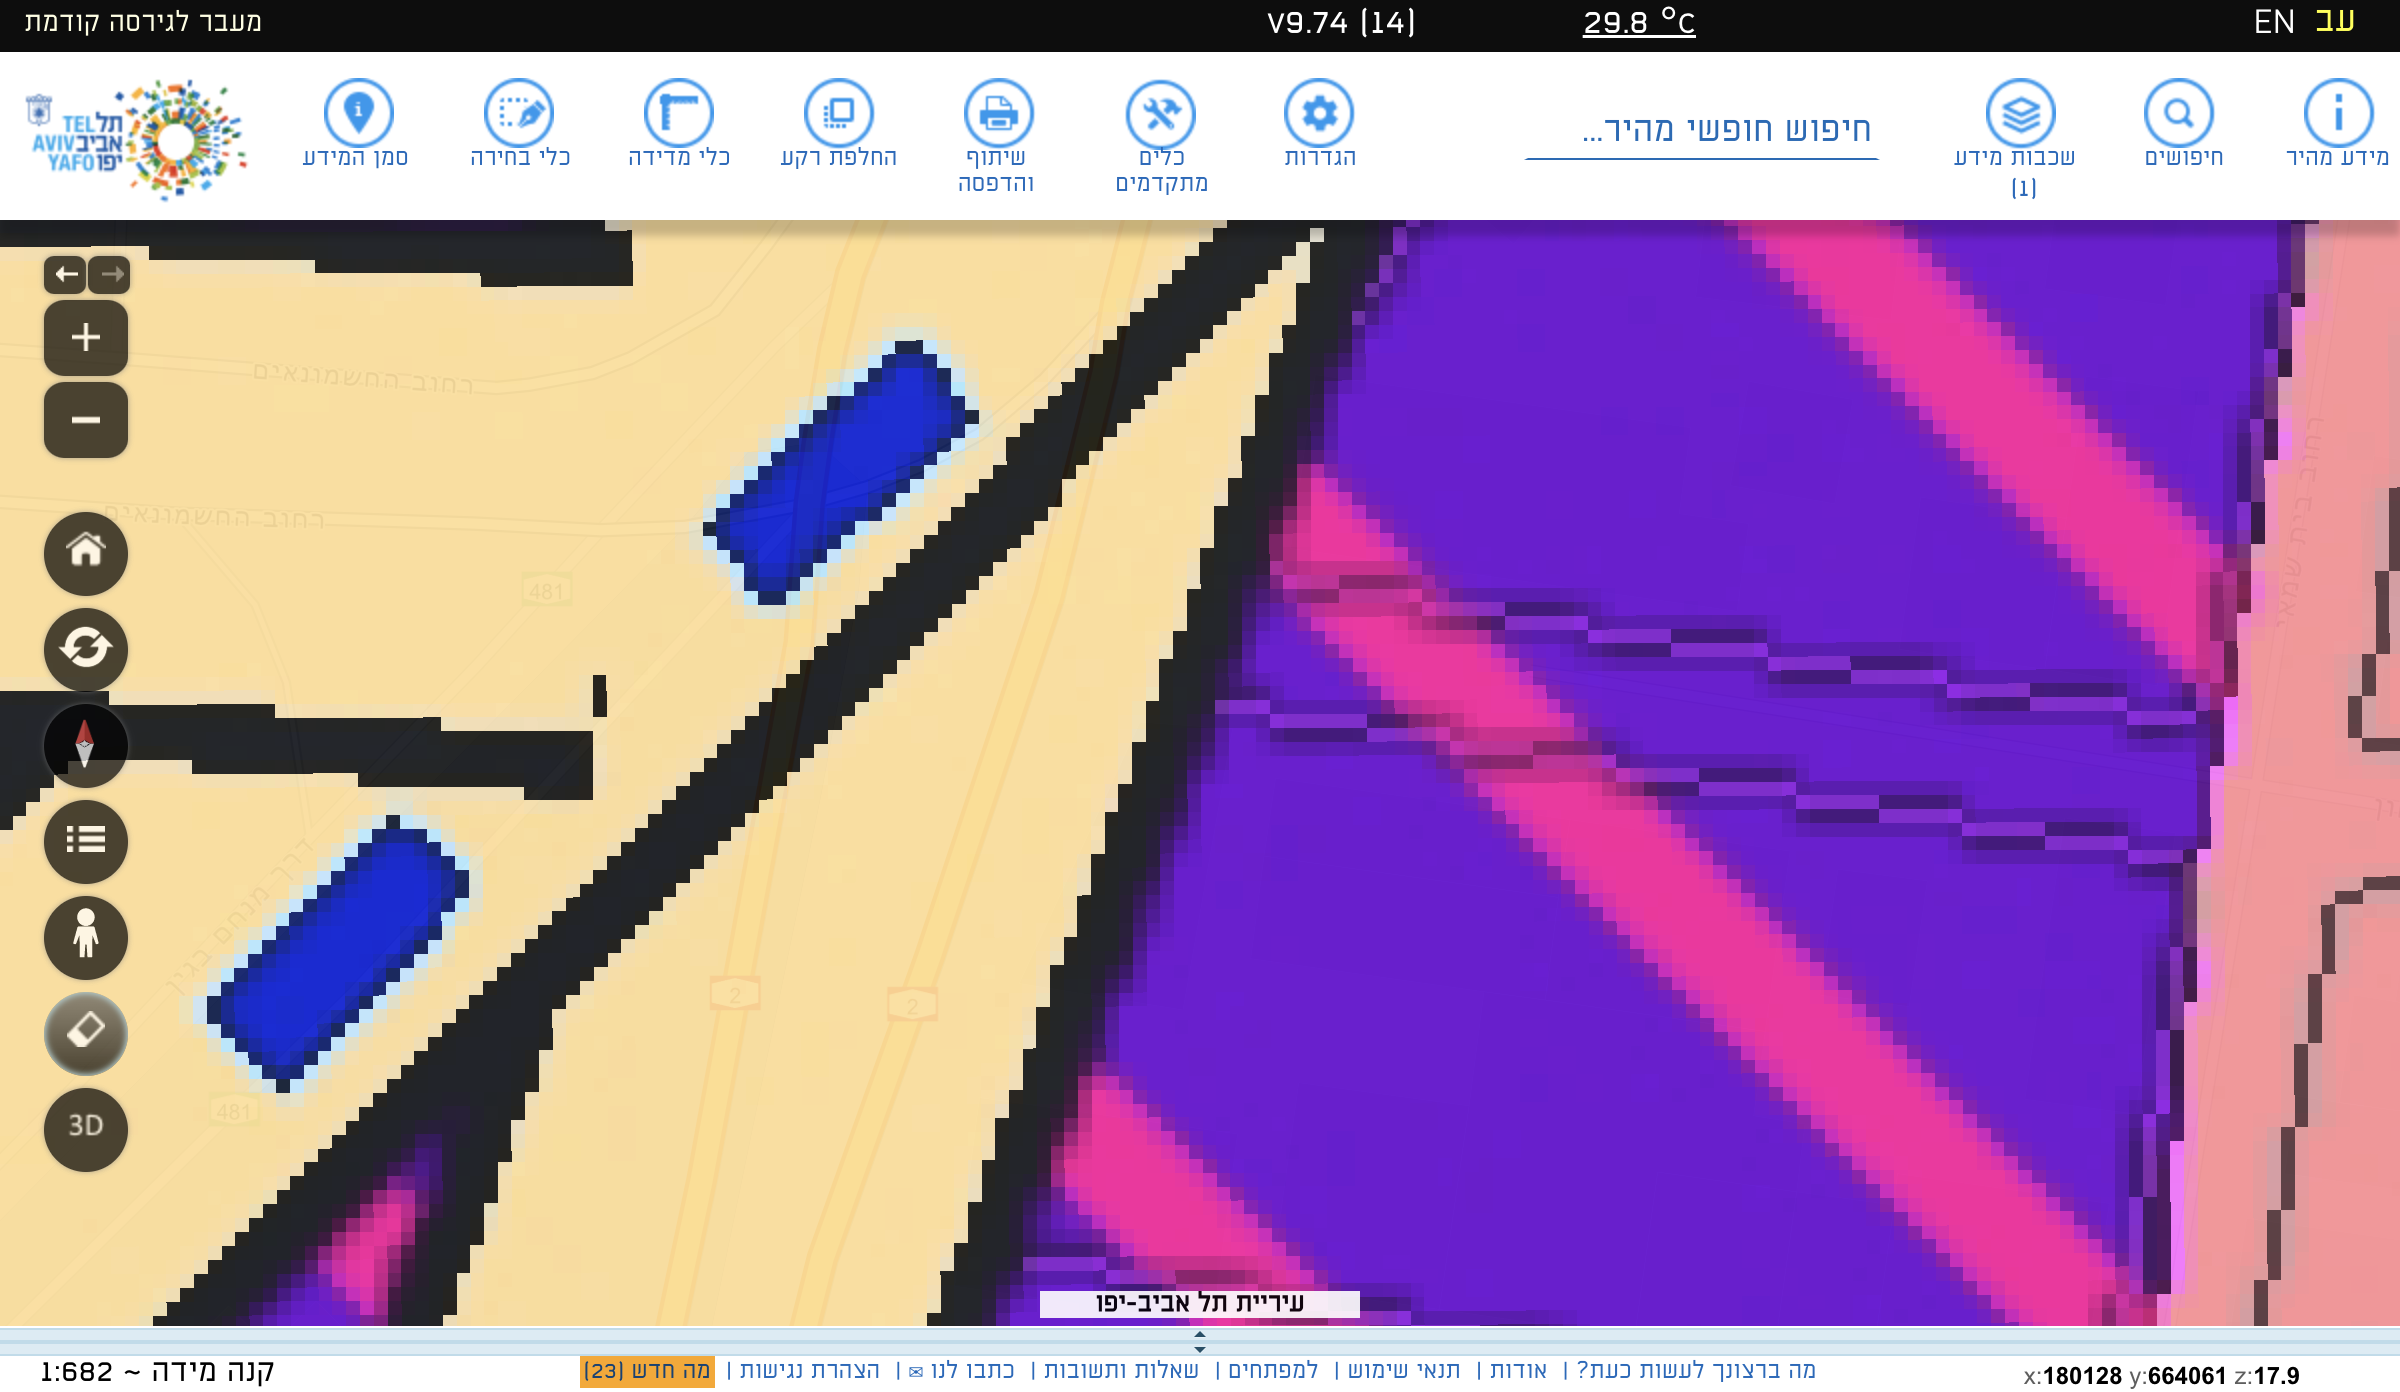 עב EN
29.8 °C
V9.74 (14)
מעבר לגירסה קודמת
מידע מהיר
חיפושים
שכבות מידע
(1)
חיפוש חופשי מהיר...
הגדרות
כלים
מתקדמים
שיתוף
והדפסה
החלפת רקע
כלי מדידה
כלי בחירה
סמן המידע
TEL תל
AVIV אביב
YAFO יפו
רחוב החשמונאים
רחוב בית שמאי
רחוב החשמונאים
481
דרך מנחם בגין
2
2
481
3D
עיריית תל אביב-יפו
מה ברצונך לעשות כעת? | אודות | תנאי שימוש | למפתחים | שאלות ותשובות | כתבו לנו ✉ | הצהרת נגישות | מה חדש (23)
קנה מידה ~ 1:682
x:180128 y:664061 z:17.9